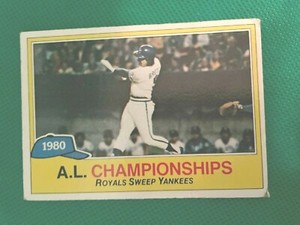 1980
A.L. CHAMPIONSHIPS
ROYALS SWEEP YANKEES